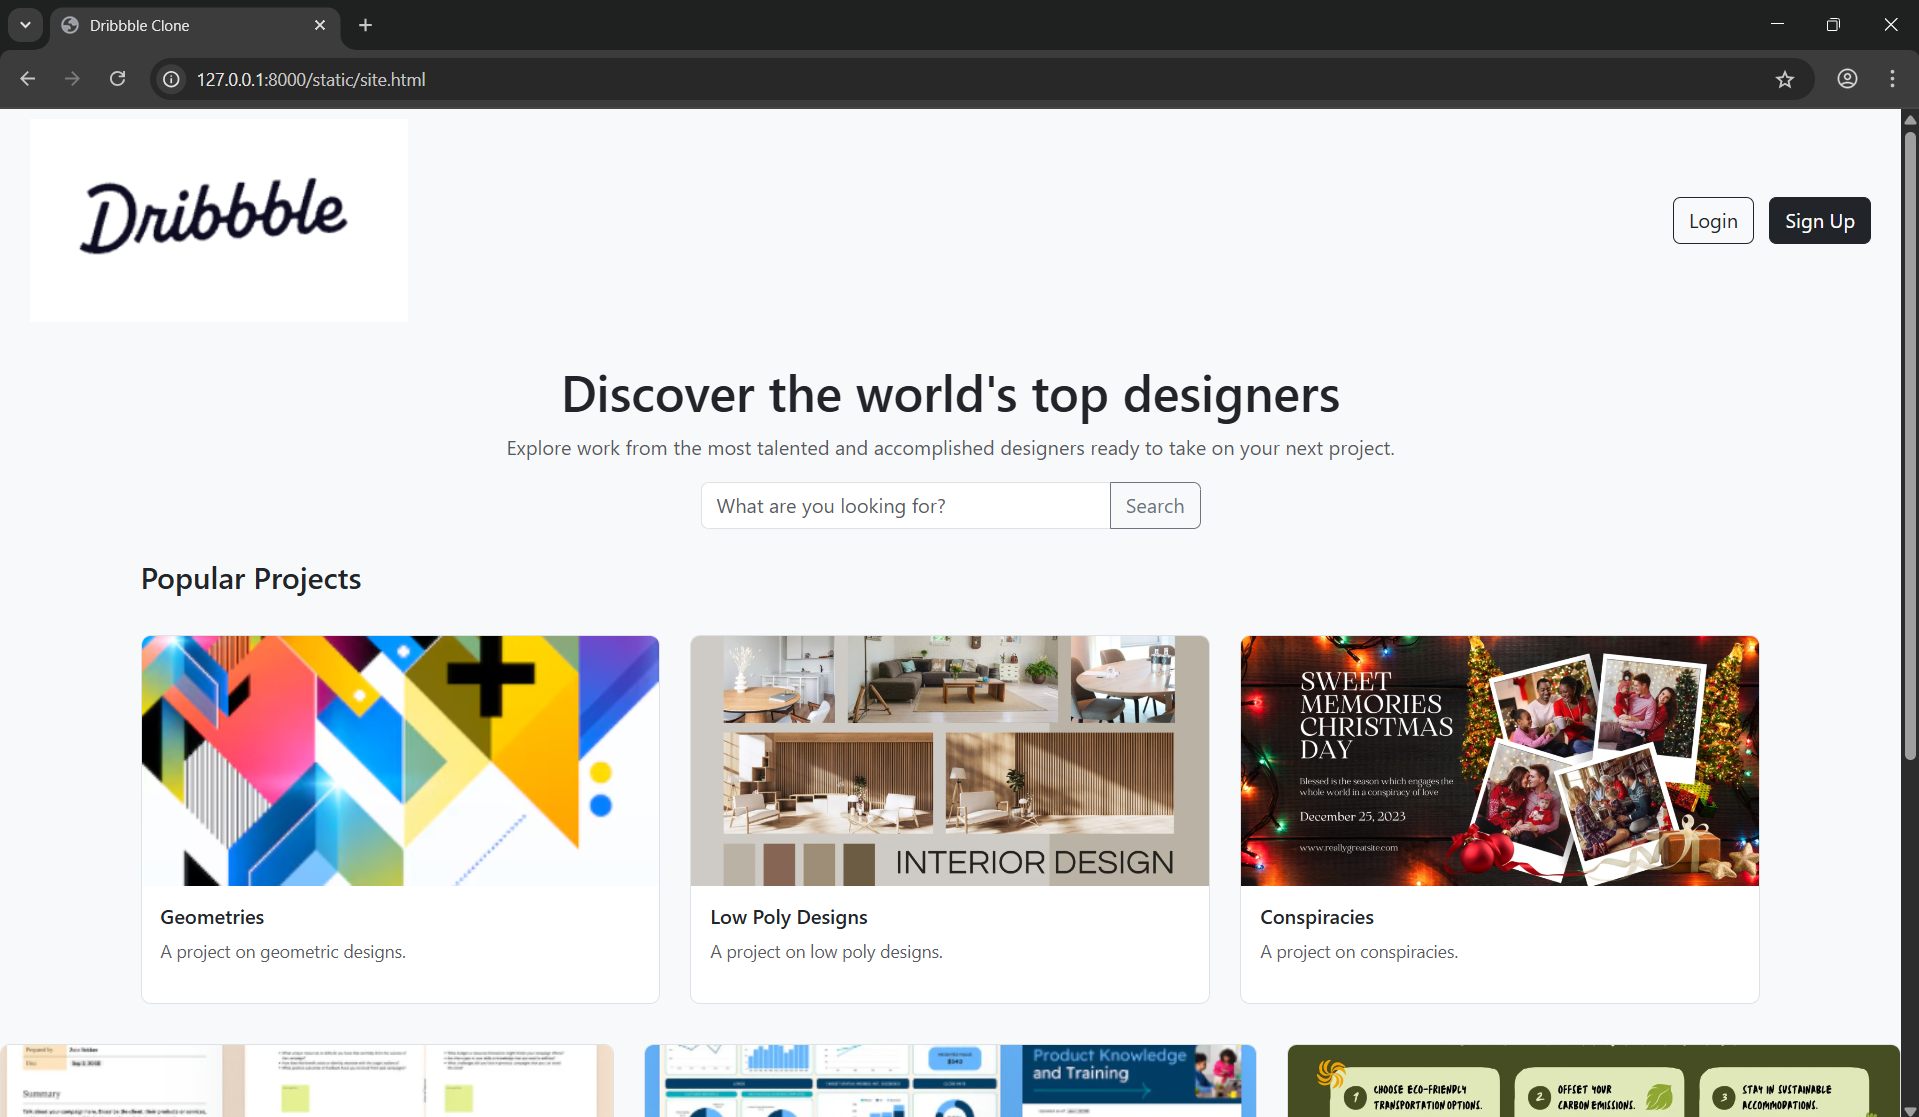 Dribbble Clone
127.0.0.1:8000/static/site.html
Dribbble
Login
Sign Up
Discover the world's top designers
Explore work from the most talented and accomplished designers ready to take on your next project.
What are you looking for?
Search
Popular Projects
INTERIOR DESIGN
SWEET
MEMORIES
CHRISTMAS
DAY
Blessed is the season which engages the
whole world in a conspiracy of love
December 25, 2023
www.reallygreatsite.com
Geometries
A project on geometric designs.
Low Poly Designs
A project on low poly designs.
Conspiracies
A project on conspiracies.
Prepared by
Summary
Product Knowledge
and Training
1
CHOOSE ECO-FRIENDLY
TRANSPORTATION OPTIONS.
2
OFFSET YOUR
CARBON EMISSIONS.
3
STAY IN SUSTAINABLE
ACCOMMODATIONS.